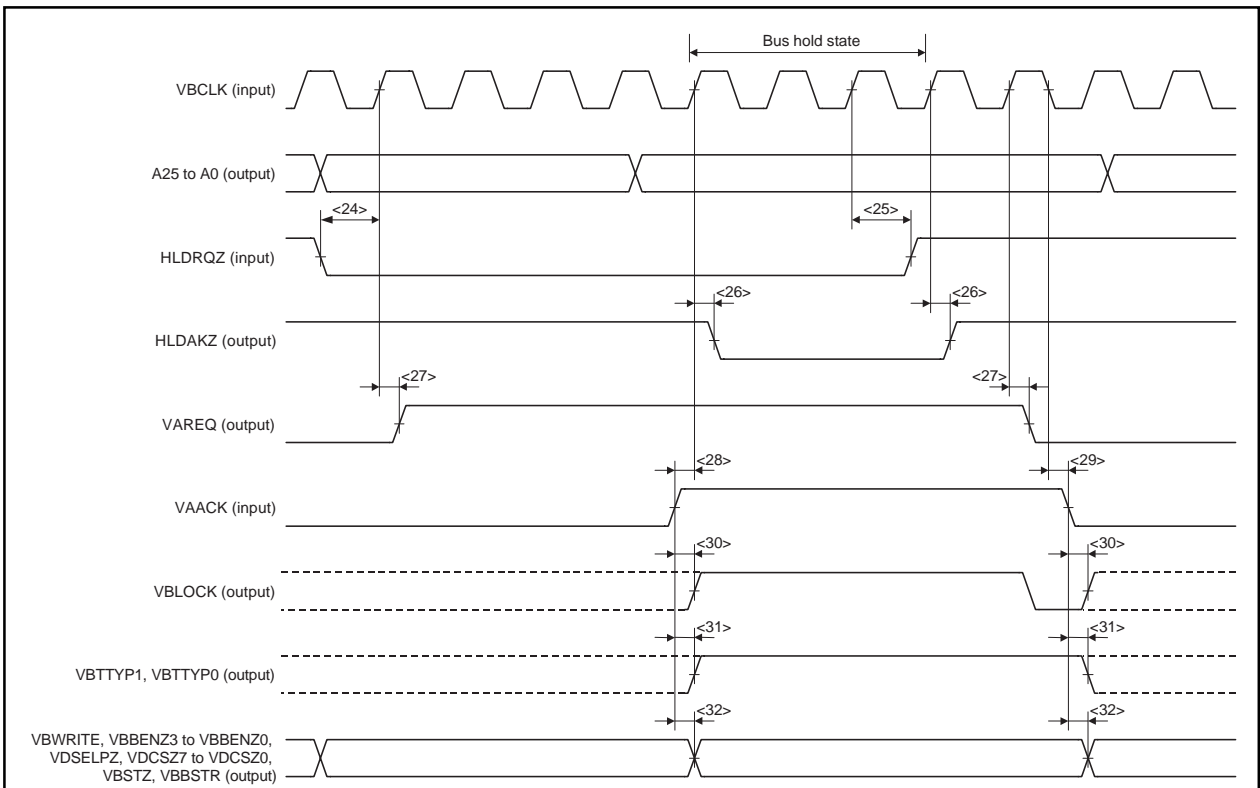 Bus hold state
VBCLK (input)
A25 to A0 (output)
<24>
<25>
HLDRQZ (input)
<26>
<26>
HLDAKZ (output)
<27>
<27>
VAREQ (output)
<28>
<29>
VAACK (input)
<30>
<30>
VBLOCK (output)
<31>
<31>
VBTTYP1, VBTTYP0 (output)
<32>
<32>
VBWRITE, VBBENZ3 to VBBENZ0,
VDSELPZ, VDCSZ7 to VDCSZ0,
VBSTZ, VBBSTR (output)